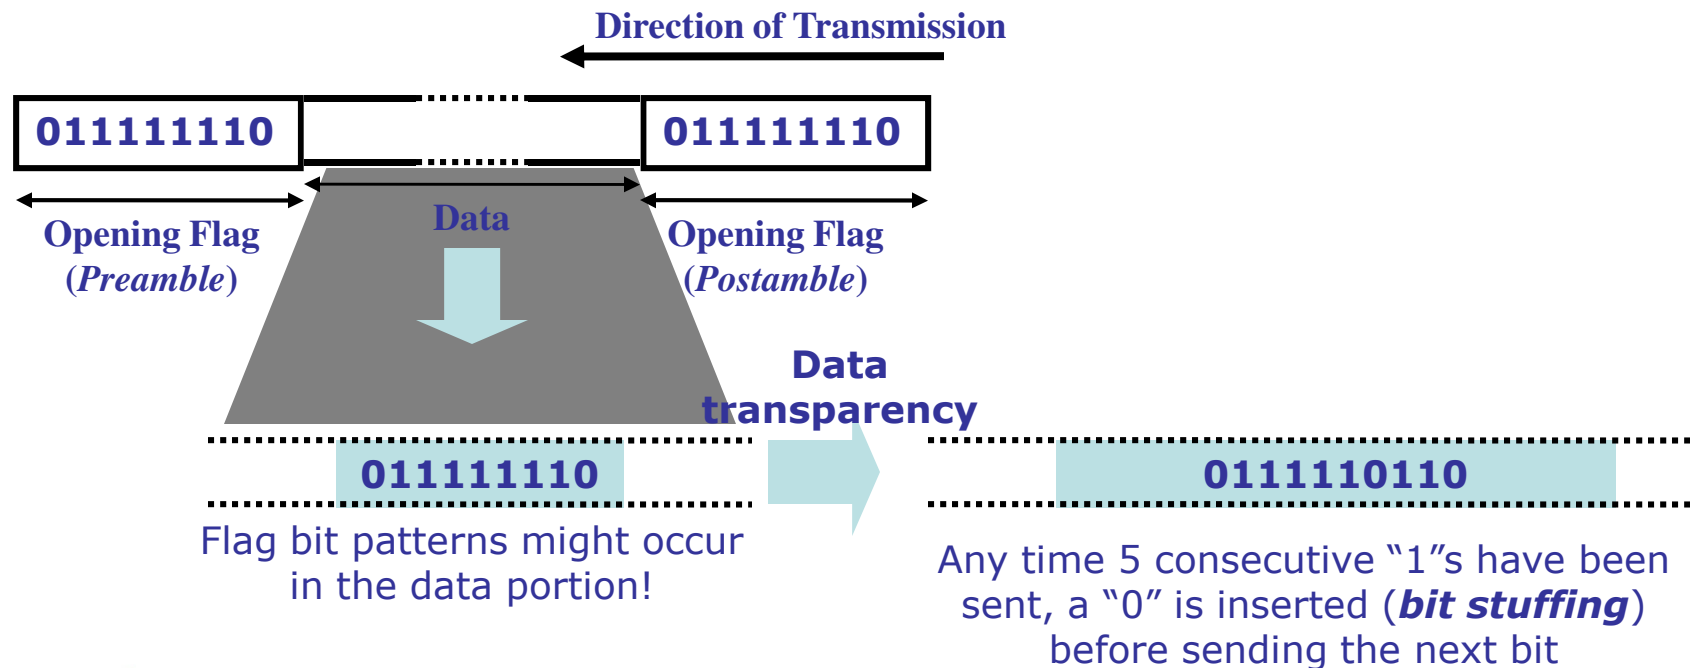 Direction of Transmission
011111110
011111110
Opening Flag
(Preamble)
Data
Opening Flag
(Postamble)
Data
transparency
011111110
0111110110
Flag bit patterns might occur
in the data portion!
Any time 5 consecutive “1”s have been
sent, a “0” is inserted (bit stuffing)
before sending the next bit